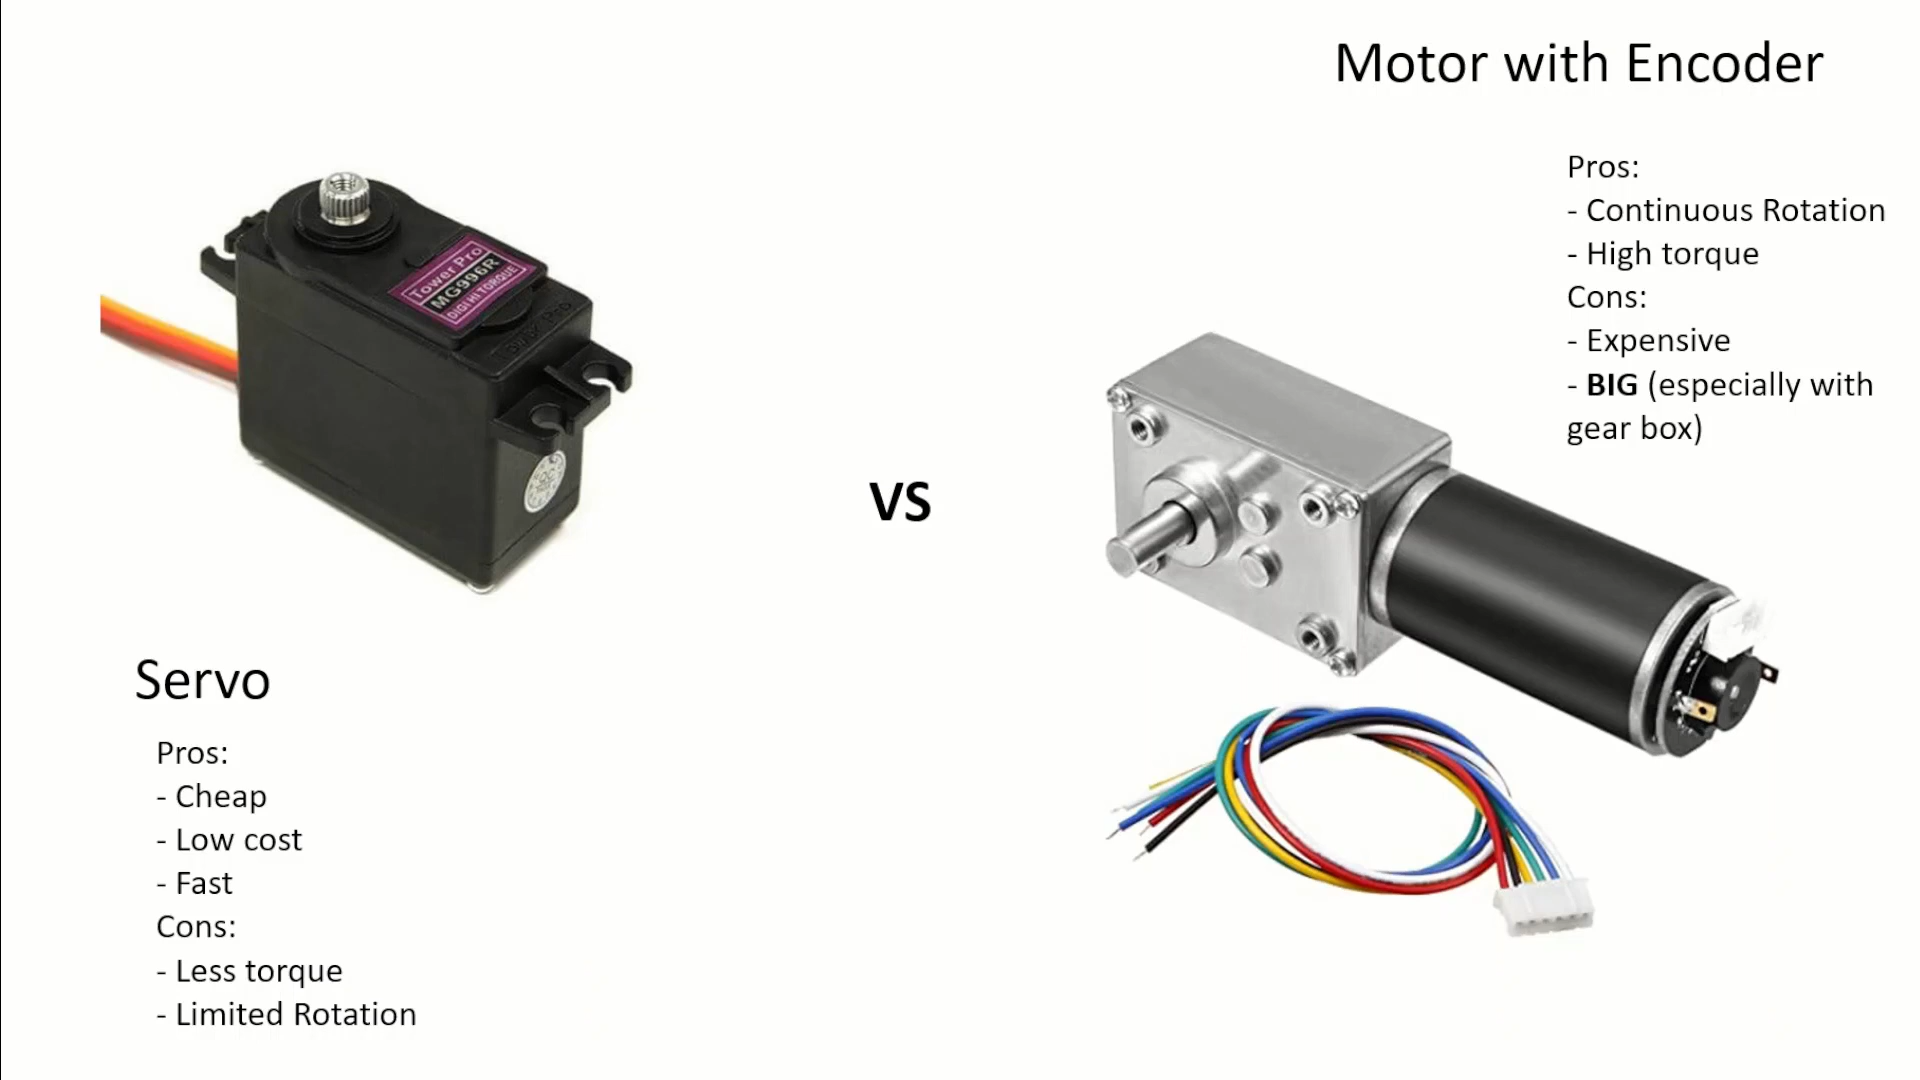 Motor with Encoder
Pros:
- Continuous Rotation
- High torque
Cons:
- Expensive
- BIG (especially with
gear box)
Tower Pro
MG996R
DIGI HI TORQUE
VS
Servo
Pros:
- Cheap
- Low cost
- Fast
Cons:
- Less torque
- Limited Rotation